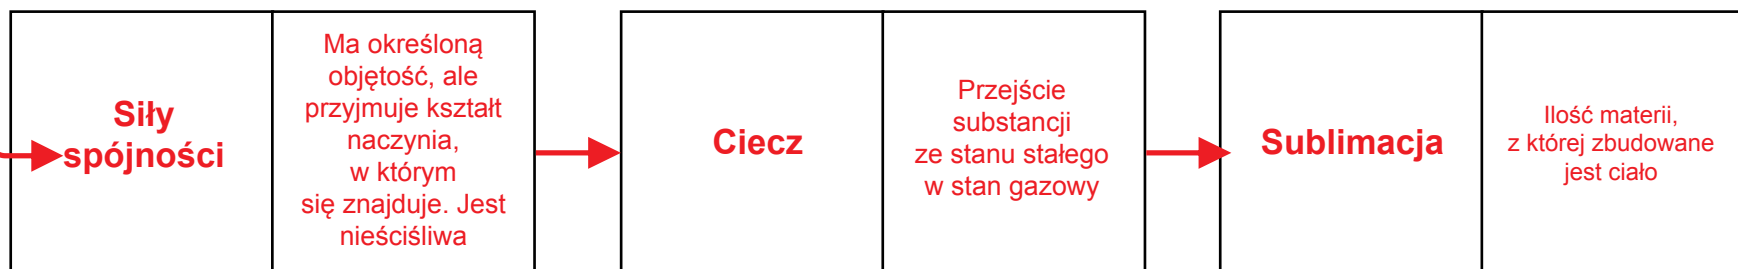 Siły
spójności
Ma określoną
objętość, ale
przyjmuje kształt
naczynia,
w którym
się znajduje. Jest
nieściśliwa
Ciecz
Przejście
substancji
ze stanu stałego
w stan gazowy
Sublimacja
Ilość materii,
z której zbudowane
jest ciało